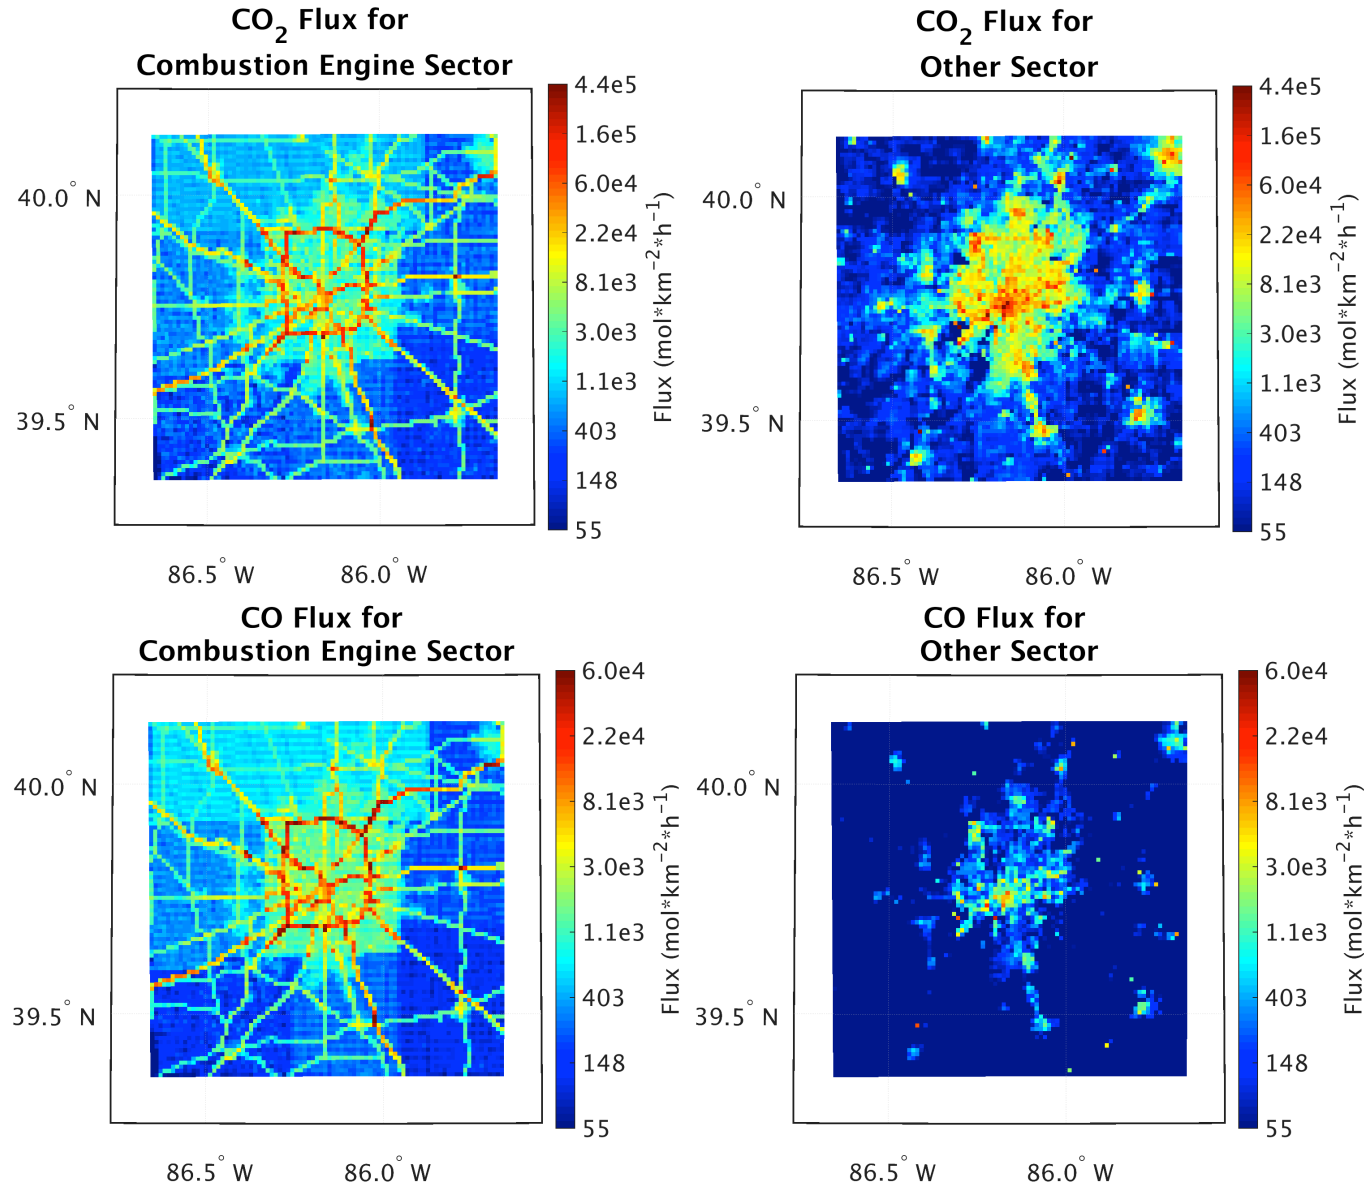 CO2 Flux for
Combustion Engine Sector
4.4e5
1.6e5
6.0e4
2.2e4
8.1e3
3.0e3
1.1e3
403
148
55
Flux (mol*km−2*h−1)
40.0° N
39.5° N
86.5° W
86.0° W
CO2 Flux for
Other Sector
4.4e5
1.6e5
6.0e4
2.2e4
8.1e3
3.0e3
1.1e3
403
148
55
Flux (mol*km−2*h−1)
40.0° N
39.5° N
86.5° W
86.0° W
CO Flux for
Combustion Engine Sector
6.0e4
2.2e4
8.1e3
3.0e3
1.1e3
403
148
55
Flux (mol*km−2*h−1)
40.0° N
39.5° N
86.5° W
86.0° W
CO Flux for
Other Sector
6.0e4
2.2e4
8.1e3
3.0e3
1.1e3
403
148
55
Flux (mol*km−2*h−1)
40.0° N
39.5° N
86.5° W
86.0° W